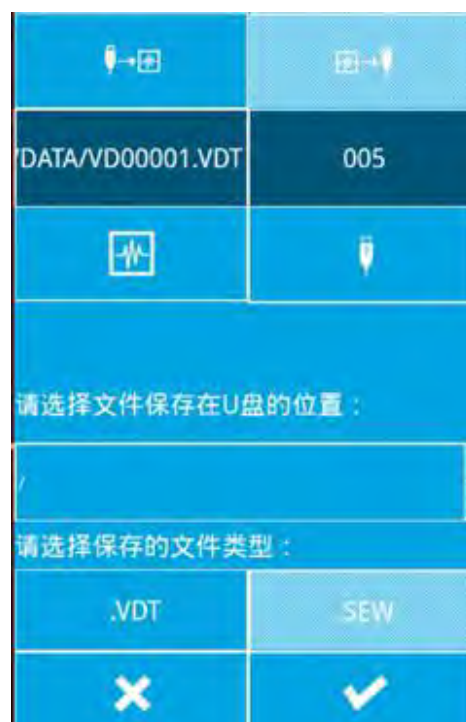 /DATA/VD00001.VDT
005
请选择文件保存在U盘的位置：
/
请选择保存的文件类型：
.VDT
.SEW